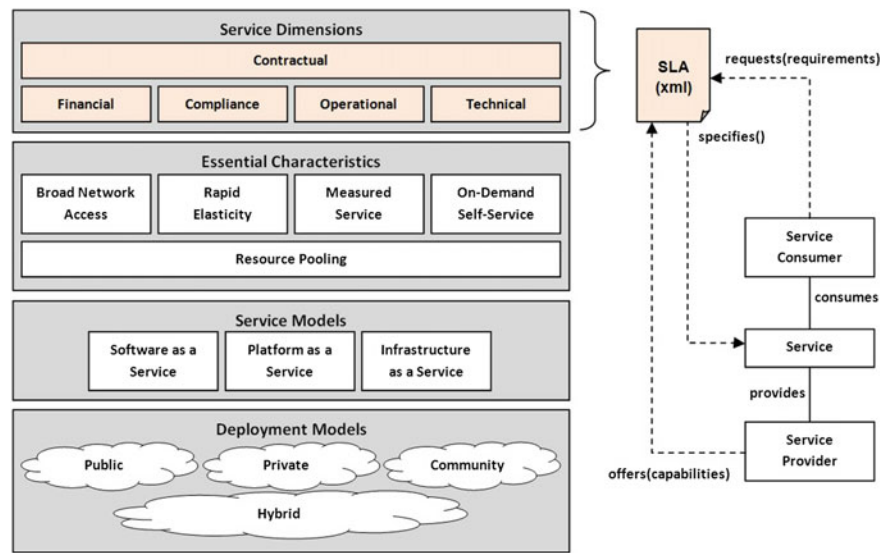 Service Dimensions
Contractual
Financial
Compliance
Operational
Technical
Essential Characteristics
Broad Network
Access
Rapid
Elasticity
Measured
Service
On-Demand
Self-Service
Resource Pooling
Service Models
Software as a
Service
Platform as a
Service
Infrastructure
as a Service
Deployment Models
Public
Private
Community
Hybrid
SLA
(xml)
requests(requirements)
specifies()
Service
Consumer
consumes
Service
provides
Service
Provider
offers(capabilities)